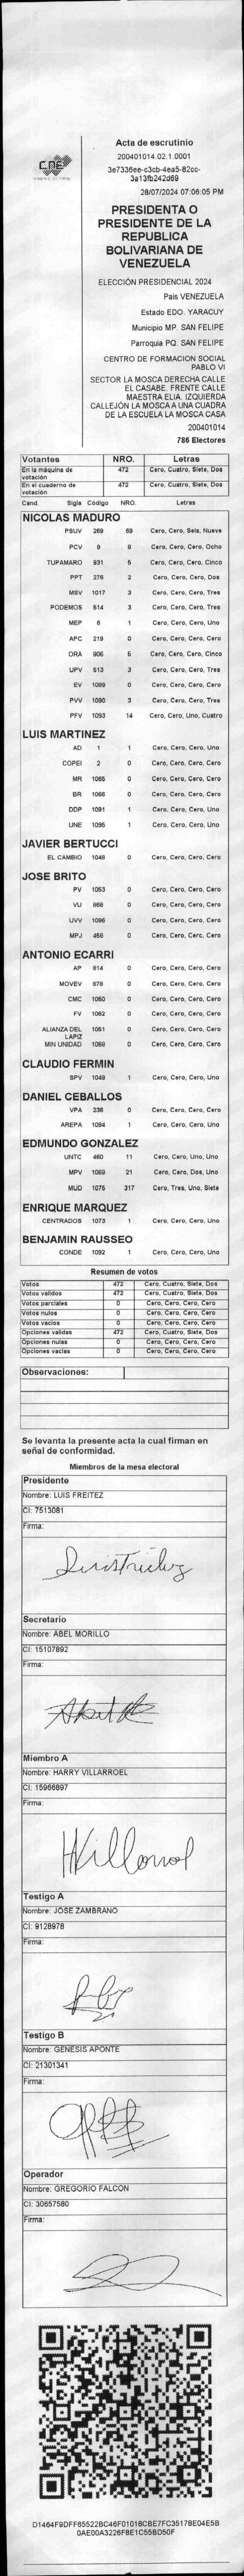 CNE
Acta de escrutinio
200401014.02.1.0001
3e7336ee-c3cb-4ea5-82cc-
3a13fb242d69
28/07/2024 07:06:05 PM
PRESIDENTA O
PRESIDENTE DE LA
REPUBLICA
BOLIVARIANA DE
VENEZUELA
ELECCIÓN PRESIDENCIAL 2024
País VENEZUELA
Estado EDO. YARACUY
Municipio MP. SAN FELIPE
Parroquia PQ. SAN FELIPE
CENTRO DE FORMACION SOCIAL
PABLO VI
SECTOR LA MOSCA DERECHA CALLE
EL CASABE. FRENTE CALLE
MAESTRA ELIA. IZQUIERDA
CALLEJÓN LA MOSCA A UNA CUADRA
DE LA ESCUELA LA MOSCA CASA
200401014
786 Electores
Votantes NRO. Letras
En la máquina de votación 472 Cero, Cuatro, Siete, Dos
En el cuaderno de votación 472 Cero, Cuatro, Siete, Dos
Cand. Sigla Código NRO. Letras
NICOLAS MADURO
PSUV 269 69 Cero, Cero, Seis, Nueve
PCV 9 8 Cero, Cero, Cero, Ocho
TUPAMARO 931 5 Cero, Cero, Cero, Cinco
PPT 276 2 Cero, Cero, Cero, Dos
MSV 1017 3 Cero, Cero, Cero, Tres
PODEMOS 514 3 Cero, Cero, Cero, Tres
MEP 6 1 Cero, Cero, Cero, Uno
APC 219 0 Cero, Cero, Cero, Cero
ORA 906 5 Cero, Cero, Cero, Cinco
UPV 513 3 Cero, Cero, Cero, Tres
EV 1089 0 Cero, Cero, Cero, Cero
PVV 1090 3 Cero, Cero, Cero, Tres
PFV 1093 14 Cero, Cero, Uno, Cuatro
LUIS MARTINEZ
AD 1 1 Cero, Cero, Cero, Uno
COPEI 2 0 Cero, Cero, Cero, Cero
MR 1065 0 Cero, Cero, Cero, Cero
BR 1066 0 Cero, Cero, Cero, Cero
DDP 1091 1 Cero, Cero, Cero, Uno
UNE 1095 1 Cero, Cero, Cero, Uno
JAVIER BERTUCCI
EL CAMBIO 1048 0 Cero, Cero, Cero, Cero
JOSE BRITO
PV 1053 0 Cero, Cero, Cero, Cero
VU 868 0 Cero, Cero, Cero, Cero
UVV 1096 0 Cero, Cero, Cero, Cero
MPJ 458 0 Cero, Cero, Cero, Cero
ANTONIO ECARRI
AP 814 0 Cero, Cero, Cero, Cero
MOVEV 878 0 Cero, Cero, Cero, Cero
CMC 1060 0 Cero, Cero, Cero, Cero
FV 1062 0 Cero, Cero, Cero, Cero
ALIANZA DEL LAPIZ 1051 0 Cero, Cero, Cero, Cero
MIN UNIDAD 1068 0 Cero, Cero, Cero, Cero
CLAUDIO FERMIN
SPV 1049 1 Cero, Cero, Cero, Uno
DANIEL CEBALLOS
VPA 236 0 Cero, Cero, Cero, Cero
AREPA 1094 1 Cero, Cero, Cero, Uno
EDMUNDO GONZALEZ
UNTC 460 11 Cero, Cero, Uno, Uno
MPV 1069 21 Cero, Cero, Dos, Uno
MUD 1075 317 Cero, Tres, Uno, Siete
ENRIQUE MARQUEZ
CENTRADOS 1073 1 Cero, Cero, Cero, Uno
BENJAMIN RAUSSEO
CONDE 1092 1 Cero, Cero, Cero, Uno
Resumen de votos
Votos 472 Cero, Cuatro, Siete, Dos
Votos validos 472 Cero, Cuatro, Siete, Dos
Votos parciales 0 Cero, Cero, Cero, Cero
Votos nulos 0 Cero, Cero, Cero, Cero
Votos vacios 0 Cero, Cero, Cero, Cero
Opciones validas 472 Cero, Cuatro, Siete, Dos
Opciones nulas 0 Cero, Cero, Cero, Cero
Opciones vacias 0 Cero, Cero, Cero, Cero
Observaciones:
Se levanta la presente acta la cual firman en
señal de conformidad.
Miembros de la mesa electoral
Presidente
Nombre: LUIS FREITEZ
CI: 7513081
Firma:
Secretario
Nombre: ABEL MORILLO
CI: 15107892
Firma:
Miembro A
Nombre: HARRY VILLARROEL
CI: 15966897
Firma:
Testigo A
Nombre: JOSE ZAMBRANO
CI: 9128978
Firma:
Testigo B
Nombre: GENESIS APONTE
CI: 21301341
Firma:
Operador
Nombre: GREGORIO FALCON
CI: 30657580
Firma:
D1464F9DFF65522BC46F01018CBE7FC35178E04E5B
0AE00A3226F8E1C55BD50F